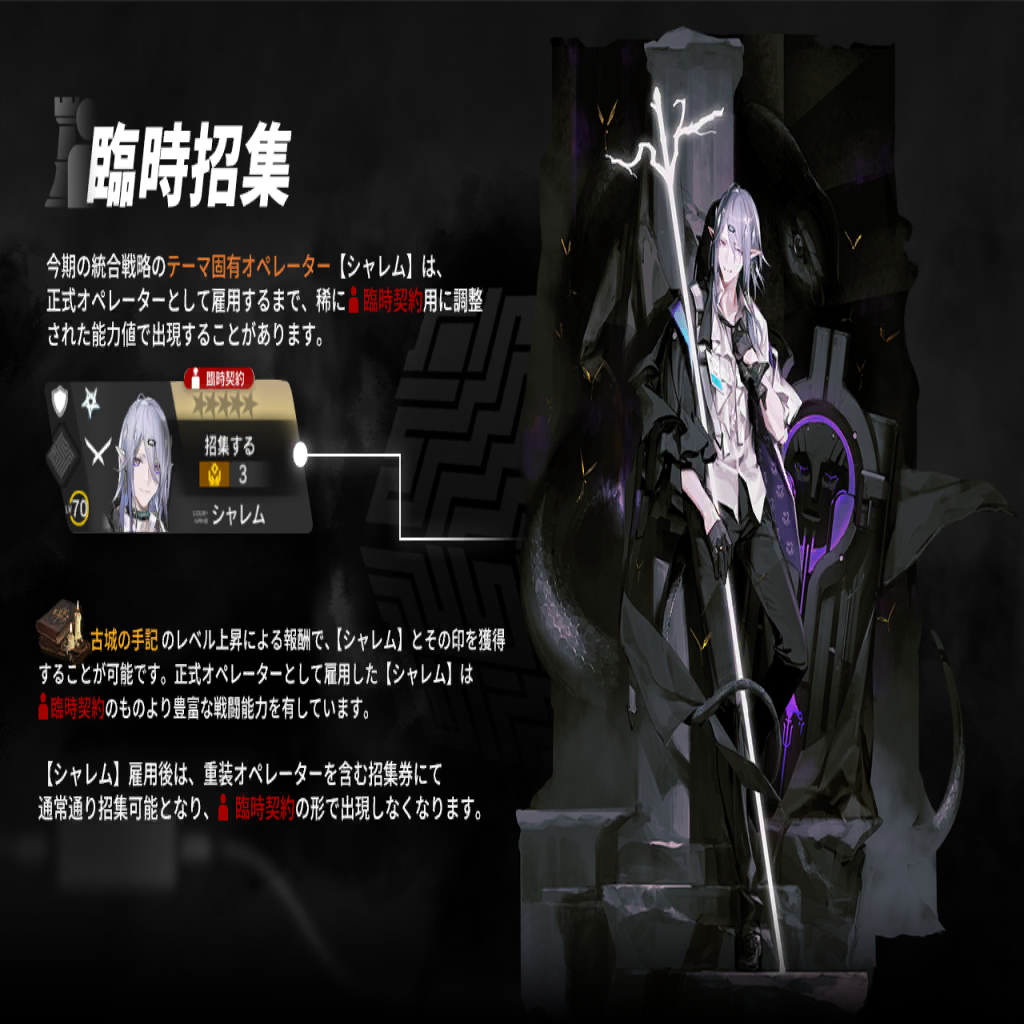 臨時招集
今期の統合戦略のテーマ固有オペレーター【シャレム】は、
正式オペレーターとして雇用するまで、稀に臨時契約用に調整
された能力値で出現することがあります。
臨時契約
招集する
3
70
シャレム
古城の手記のレベル上昇による報酬で、【シャレム】とその印を獲得
することが可能です。正式オペレーターとして雇用した【シャレム】は
臨時契約のものより豊富な戦闘能力を有しています。
【シャレム】雇用後は、重装オペレーターを含む招集券にて
通常通り招集可能となり、臨時契約の形で出現しなくなります。